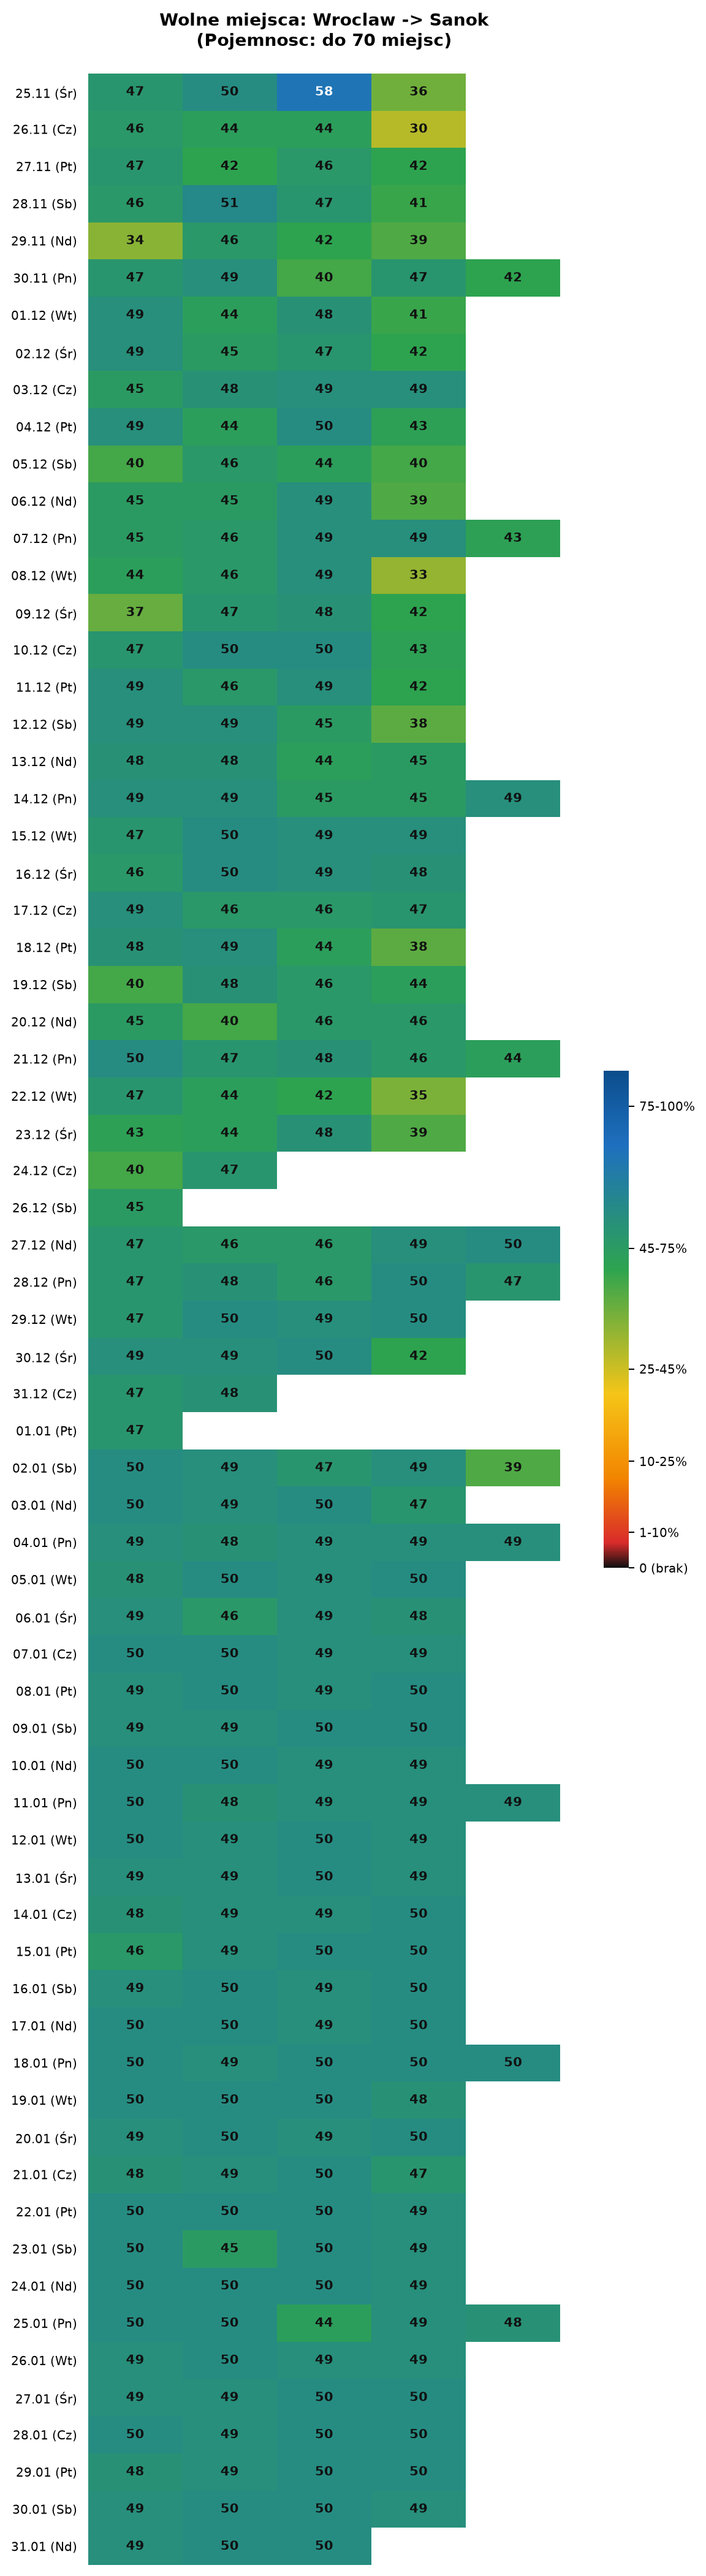 Wolne miejsca: Wroclaw -> Sanok
(Pojemnosc: do 70 miejsc)
25.11 (Śr) 47 50 58 36
26.11 (Cz) 46 44 44 30
27.11 (Pt) 47 42 46 42
28.11 (Sb) 46 51 47 41
29.11 (Nd) 34 46 42 39
30.11 (Pn) 47 49 40 47 42
01.12 (Wt) 49 44 48 41
02.12 (Śr) 49 45 47 42
03.12 (Cz) 45 48 49 49
04.12 (Pt) 49 44 50 43
05.12 (Sb) 40 46 44 40
06.12 (Nd) 45 45 49 39
07.12 (Pn) 45 46 49 49 43
08.12 (Wt) 44 46 49 33
09.12 (Śr) 37 47 48 42
10.12 (Cz) 47 50 50 43
11.12 (Pt) 49 46 49 42
12.12 (Sb) 49 49 45 38
13.12 (Nd) 48 48 44 45
14.12 (Pn) 49 49 45 45 49
15.12 (Wt) 47 50 49 49
16.12 (Śr) 46 50 49 48
17.12 (Cz) 49 46 46 47
18.12 (Pt) 48 49 44 38
19.12 (Sb) 40 48 46 44
20.12 (Nd) 45 40 46 46
21.12 (Pn) 50 47 48 46 44
22.12 (Wt) 47 44 42 35
23.12 (Śr) 43 44 48 39
24.12 (Cz) 40 47
26.12 (Sb) 45
27.12 (Nd) 47 46 46 49 50
28.12 (Pn) 47 48 46 50 47
29.12 (Wt) 47 50 49 50
30.12 (Śr) 49 49 50 42
31.12 (Cz) 47 48
01.01 (Pt) 47
02.01 (Sb) 50 49 47 49 39
03.01 (Nd) 50 49 50 47
04.01 (Pn) 49 48 49 49 49
05.01 (Wt) 48 50 49 50
06.01 (Śr) 49 46 49 48
07.01 (Cz) 50 50 49 49
08.01 (Pt) 49 50 49 50
09.01 (Sb) 49 49 50 50
10.01 (Nd) 50 50 49 49
11.01 (Pn) 50 48 49 49 49
12.01 (Wt) 50 49 50 49
13.01 (Śr) 49 49 50 49
14.01 (Cz) 48 49 49 50
15.01 (Pt) 46 49 50 50
16.01 (Sb) 49 50 49 50
17.01 (Nd) 50 50 49 50
18.01 (Pn) 50 49 50 50 50
19.01 (Wt) 50 50 50 48
20.01 (Śr) 49 50 49 50
21.01 (Cz) 48 49 50 47
22.01 (Pt) 50 50 50 49
23.01 (Sb) 50 45 50 49
24.01 (Nd) 50 50 50 49
25.01 (Pn) 50 50 44 49 48
26.01 (Wt) 49 50 49 49
27.01 (Śr) 49 49 50 50
28.01 (Cz) 50 49 50 50
29.01 (Pt) 48 49 50 50
30.01 (Sb) 49 50 50 49
31.01 (Nd) 49 50 50
75-100%
45-75%
25-45%
10-25%
1-10%
0 (brak)